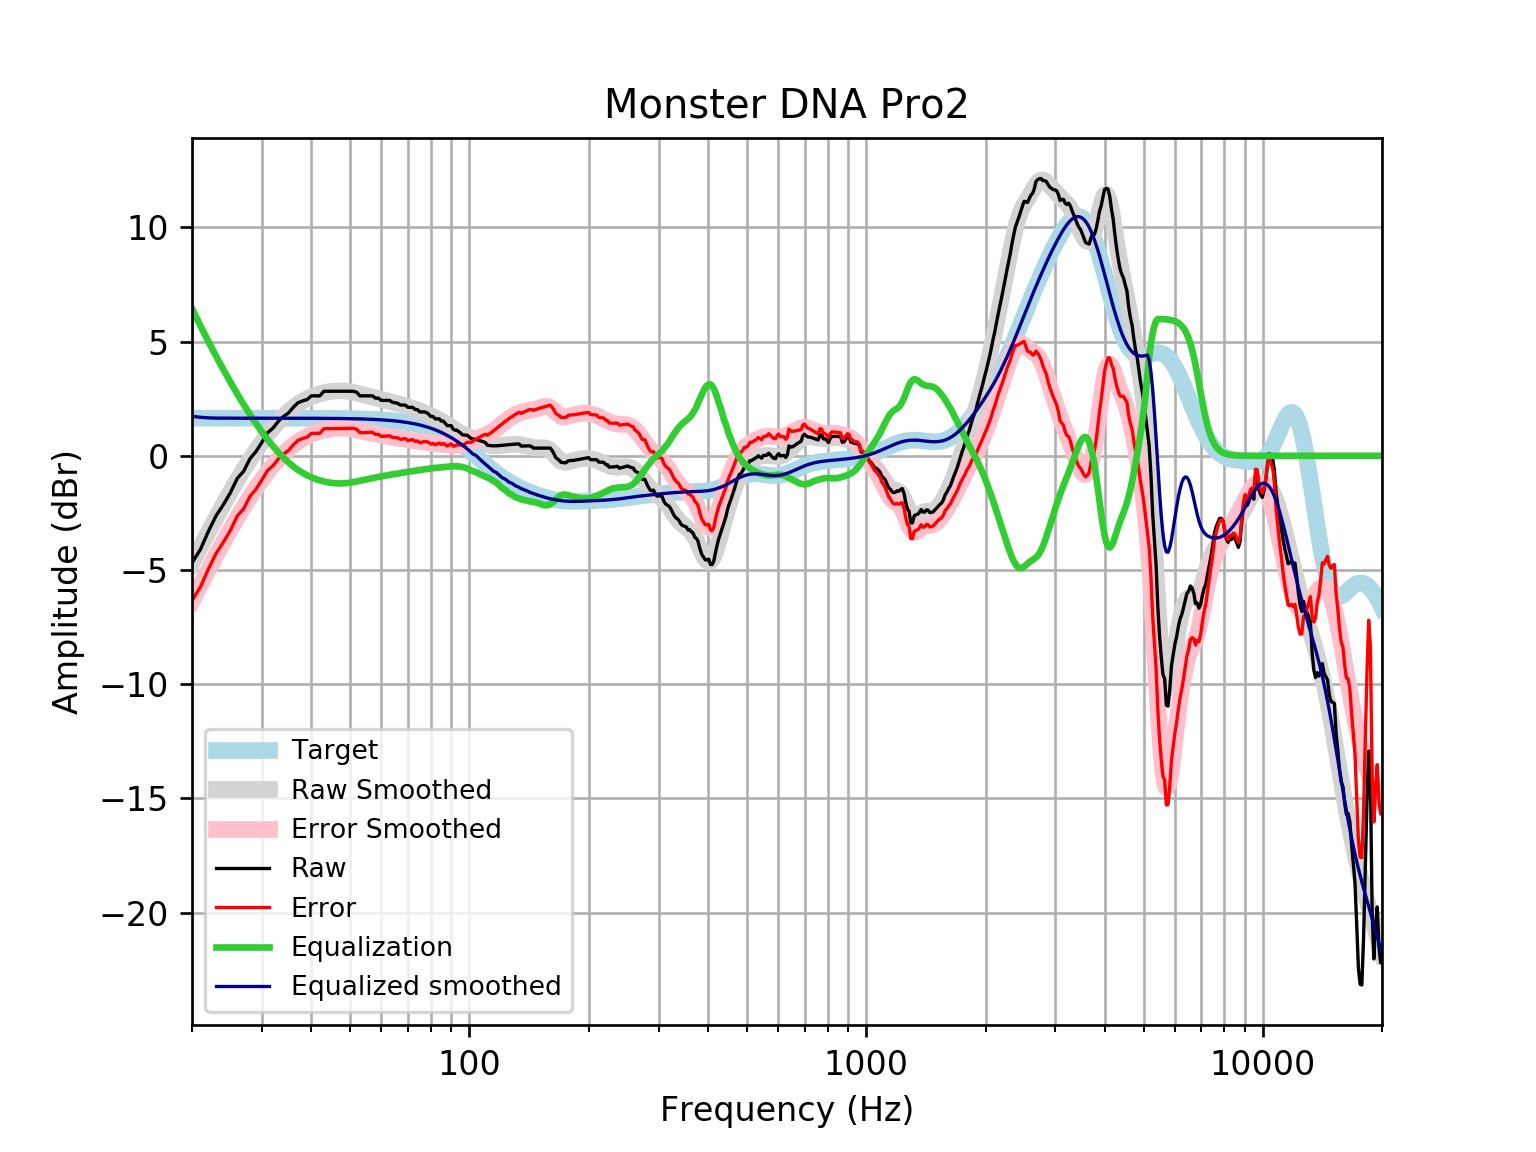 Monster DNA Pro2
Amplitude (dBr)
10
5
0
−5
−10
−15
−20
Target
Raw Smoothed
Error Smoothed
Raw
Error
Equalization
Equalized smoothed
100
1000
10000
Frequency (Hz)